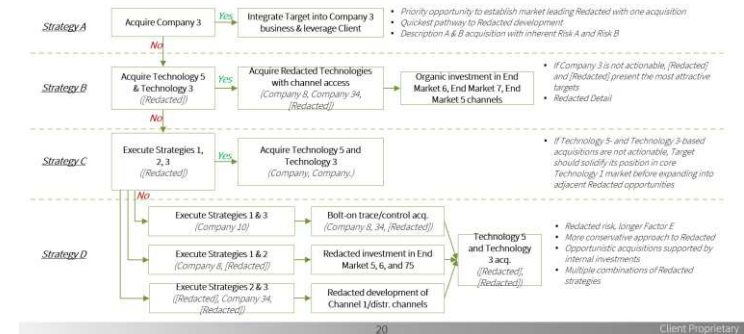 Strategy A
Acquire Company 3
Yes
Integrate Target into Company 3
business & leverage Client
• Priority opportunity to establish market leading Redacted with one acquisition
• Quickest pathway to Redacted development
• Description A & B acquisition with inherent Risk A and Risk B
No
Strategy B
Acquire Technology 5
& Technology 3
([Redacted])
Yes
Acquire Redacted Technologies
with channel access
(Company 8, Company 34,
[Redacted])
Organic investment in End
Market 6, End Market 7, End
Market 5 channels
• If Company 3 is not actionable, [Redacted]
and [Redacted] present the most attractive
targets
• Redacted Detail
No
Strategy C
Execute Strategies 1,
2, 3
([Redacted])
Yes
Acquire Technology 5 and
Technology 3
(Company, Company.)
• If Technology 5- and Technology 3-based
acquisitions are not actionable, Target
should solidify its position in core
Technology 1 market before expanding into
adjacent Redacted opportunities
No
Strategy D
Execute Strategies 1 & 3
(Company 10)
Bolt-on trace/control acq.
(Company 8, 34, [Redacted])
Execute Strategies 1 & 2
(Company 8, [Redacted])
Redacted investment in End
Market 5, 6, and 75
Execute Strategies 2 & 3
([Redacted], Company 34,
[Redacted])
Redacted development of
Channel 1/distr. channels
Technology 5
and Technology
3 acq.
([Redacted],
[Redacted])
• Redacted risk, longer Factor E
• More conservative approach to Redacted
• Opportunistic acquisitions supported by
internal investments
• Multiple combinations of Redacted
strategies
20
Client Proprietary